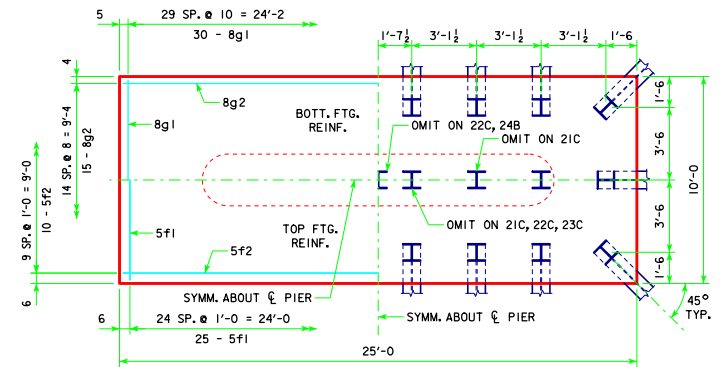 5
29 SP. @ 10 = 24'-2
30 - 8g1
1'-7½
3'-1½
3'-1½
3'-1½
1'-6
4
8g2
BOTT. FTG.
REINF.
8g1
OMIT ON 22C, 24B
OMIT ON 21C
1'-6
3'-6
10'-0
3'-6
1'-6
14 SP. @ 8 = 9'-4
15 - 8g2
9 SP. @ 1'-0 = 9'-0
10 - 5f2
5f1
TOP FTG.
REINF.
OMIT ON 21C, 22C, 23C
5f2
6
SYMM. ABOUT ℄ PIER
SYMM. ABOUT ℄ PIER
45°
TYP.
6
24 SP. @ 1'-0 = 24'-0
25 - 5f1
25'-0